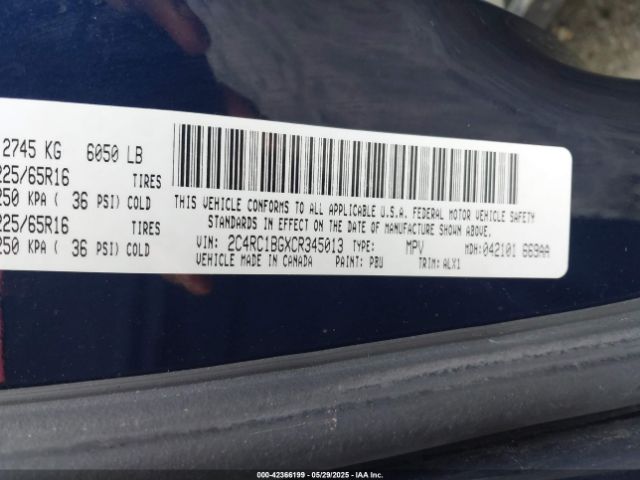 2745 KG 6050 LB
225/65R16 TIRES
250 KPA ( 36 PSI) COLD
225/65R16 TIRES
250 KPA ( 36 PSI) COLD
THIS VEHICLE CONFORMS TO ALL APPLICABLE U.S.A. FEDERAL MOTOR VEHICLE SAFETY
STANDARDS IN EFFECT ON THE DATE OF MANUFACTURE SHOWN ABOVE.
VIN: 2C4RC1BGXCR345013 TYPE: MPV MDH: 042101 669AA
VEHICLE MADE IN CANADA PAINT: PBU TRIM: ALX1
000-42366199 - 05/29/2025 - IAAI Inc.